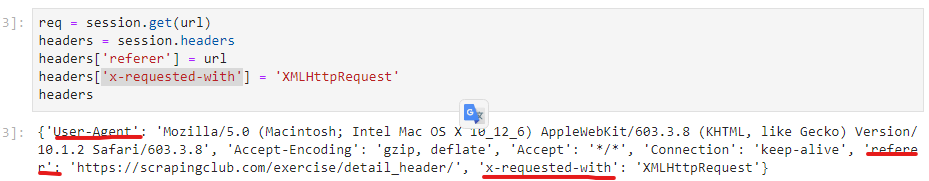 3]:
req = session.get(url)
headers = session.headers
headers['referer'] = url
headers['x-requested-with'] = 'XMLHttpRequest'
headers
3]:
{'User-Agent': 'Mozilla/5.0 (Macintosh; Intel Mac OS X 10_12_6) AppleWebKit/603.3.8 (KHTML, like Gecko) Version/
10.1.2 Safari/603.3.8', 'Accept-Encoding': 'gzip, deflate', 'Accept': '*/*', 'Connection': 'keep-alive', 'refere
r': 'https://scrapingclub.com/exercise/detail_header/', 'x-requested-with': 'XMLHttpRequest'}